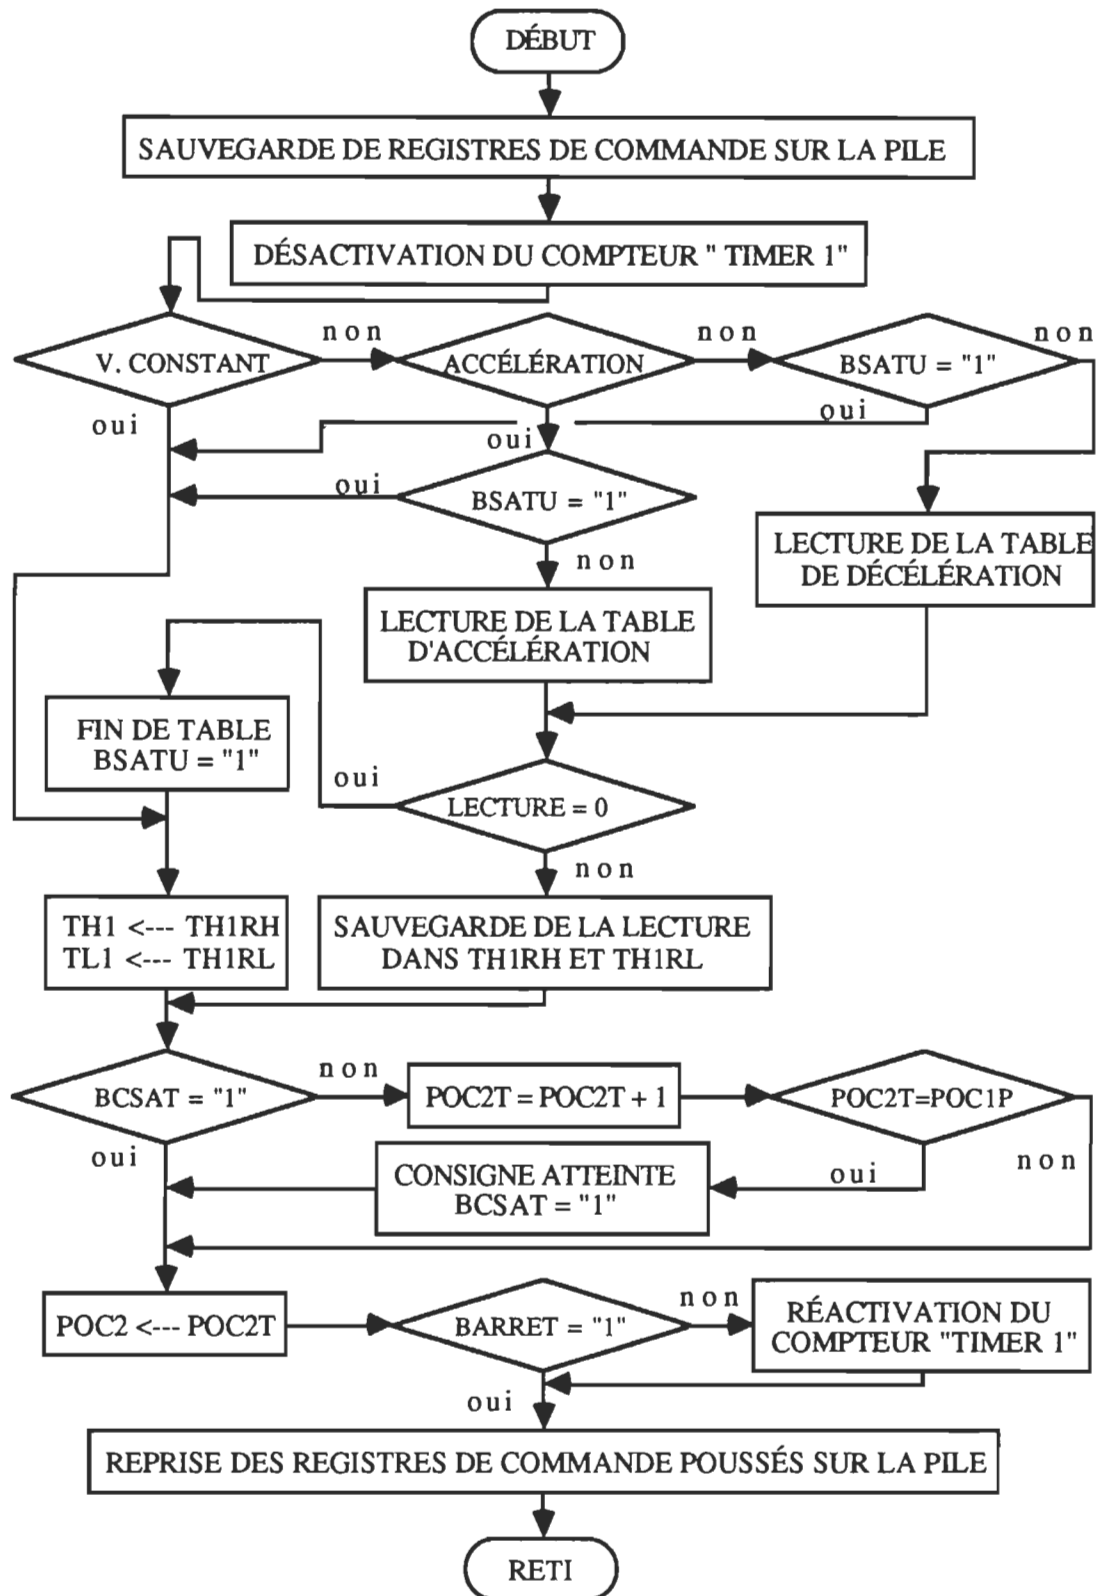 DÉBUT
SAUVEGARDE DE REGISTRES DE COMMANDE SUR LA PILE
DÉSACTIVATION DU COMPTEUR " TIMER 1"
V. CONSTANT
non
ACCÉLÉRATION
non
BSATU = "1"
non
oui
oui
oui
oui
BSATU = "1"
non
LECTURE DE LA TABLE
DE DÉCÉLÉRATION
LECTURE DE LA TABLE
D'ACCÉLÉRATION
FIN DE TABLE
BSATU = "1"
oui
LECTURE = 0
non
TH1 <--- TH1RH
TL1 <--- TH1RL
SAUVEGARDE DE LA LECTURE
DANS TH1RH ET TH1RL
BCSAT = "1"
non
POC2T = POC2T + 1
POC2T=POC1P
oui
non
CONSIGNE ATTEINTE
BCSAT = "1"
oui
POC2 <--- POC2T
BARRET = "1"
non
RÉACTIVATION DU
COMPTEUR "TIMER 1"
oui
REPRISE DES REGISTRES DE COMMANDE POUSSÉS SUR LA PILE
RETI